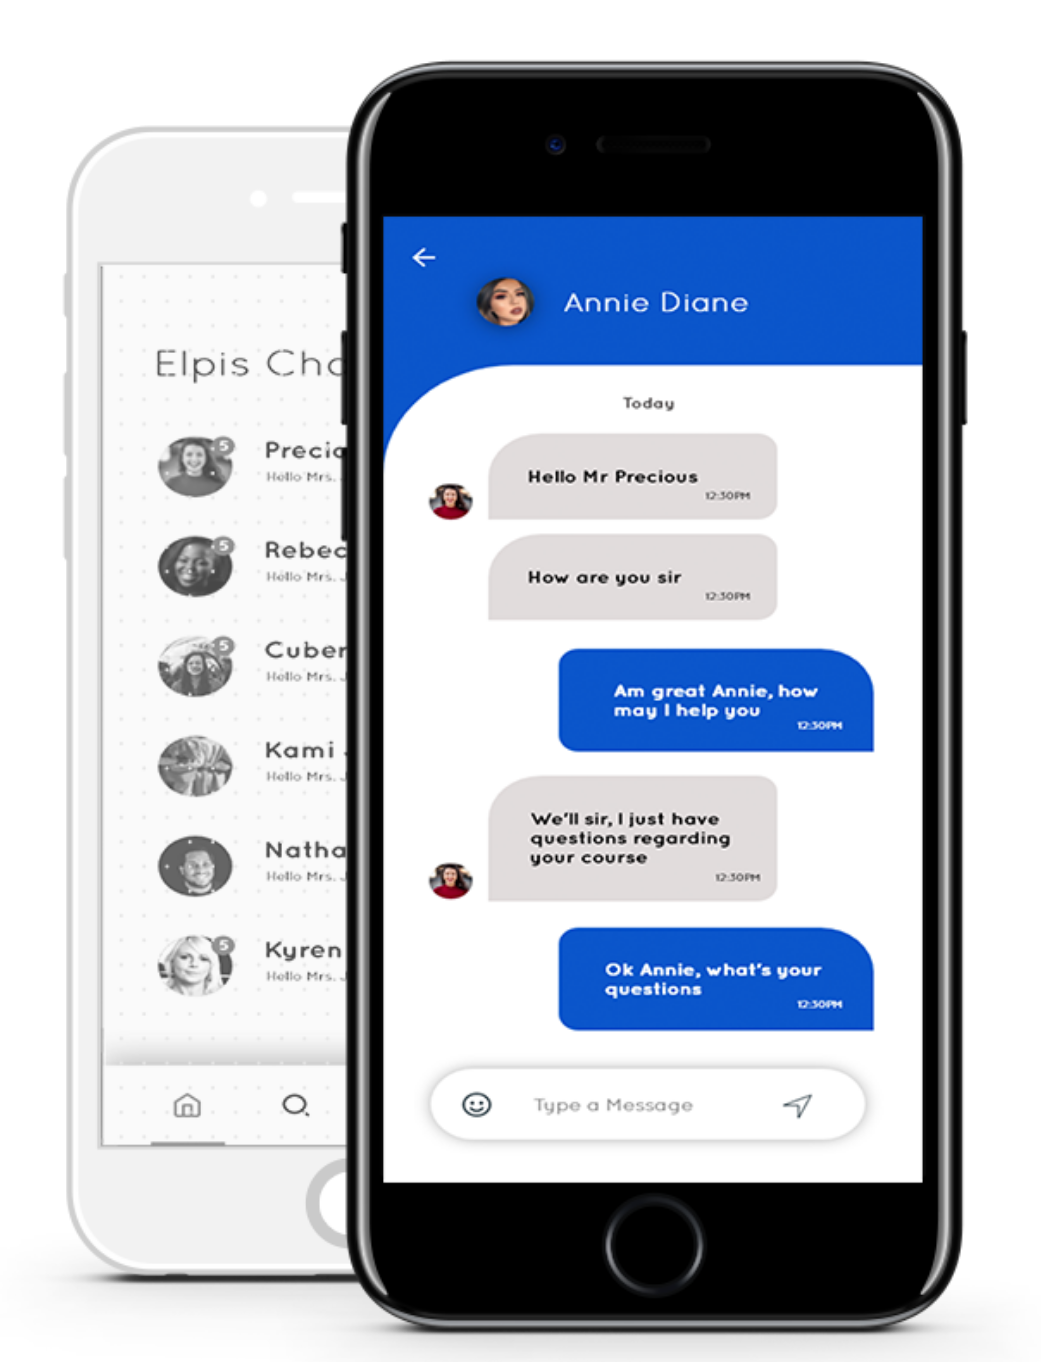 Elpis Cha
5
Precio
Hello Mrs. J
5
Rebec
Hello Mrs. J
5
Cuber
Hello Mrs. J
Kami J
Hello Mrs. J
Natha
Hello Mrs. J
5
Kyren
Hello Mrs. J
Annie Diane
Today
Hello Mr Precious
12:30PM
How are you sir
12:30PM
Am great Annie, how
may I help you
12:30PM
We'll sir, I just have
questions regarding
your course
12:30PM
Ok Annie, what's your
questions
12:30PM
Type a Message